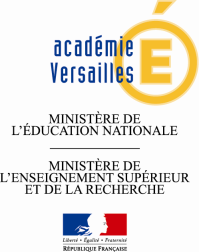 académie
Versailles
É
MINISTÈRE DE
L'ÉDUCATION NATIONALE
MINISTÈRE DE
L'ENSEIGNEMENT SUPÉRIEUR
ET DE LA RECHERCHE
Liberté • Égalité • Fraternité
RÉPUBLIQUE FRANÇAISE